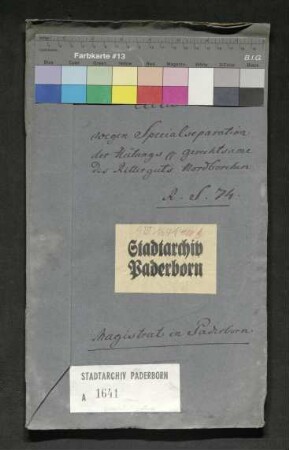 Farbkarte #13
B.I.G.
wegen Specialseparation
der Hütungs pp gerechtsame
des Ritterguts Nordborchen
A. S. 74.
Stadtarchiv
Paderborn
Magistrat in Paderborn
STADTARCHIV PADERBORN
A 1641